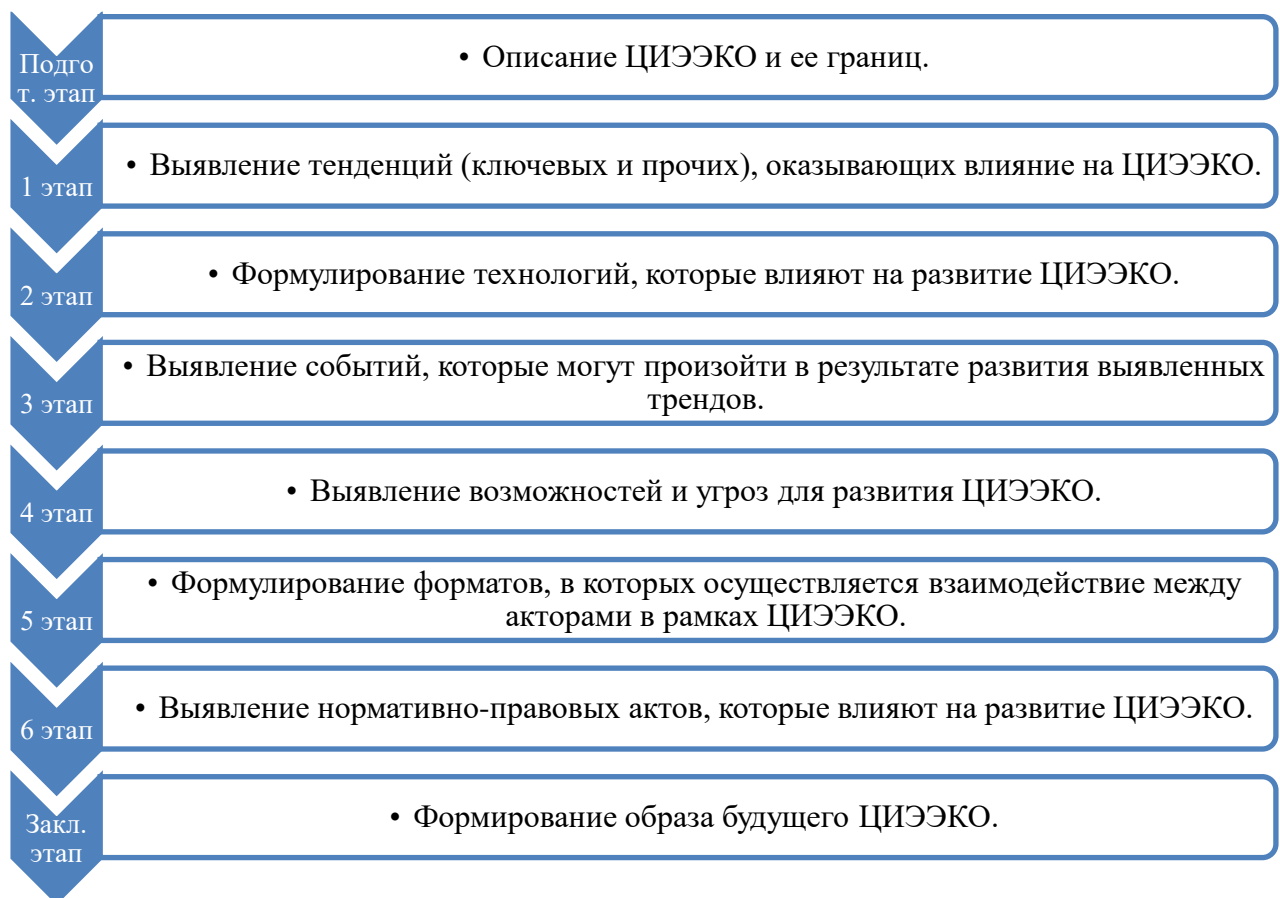 Подго
т. этап
• Описание ЦИЭЭКО и ее границ.
1 этап
• Выявление тенденций (ключевых и прочих), оказывающих влияние на ЦИЭЭКО.
2 этап
• Формулирование технологий, которые влияют на развитие ЦИЭЭКО.
3 этап
• Выявление событий, которые могут произойти в результате развития выявленных
трендов.
4 этап
• Выявление возможностей и угроз для развития ЦИЭЭКО.
5 этап
• Формулирование форматов, в которых осуществляется взаимодействие между
акторами в рамках ЦИЭЭКО.
6 этап
• Выявление нормативно-правовых актов, которые влияют на развитие ЦИЭЭКО.
Закл.
этап
• Формирование образа будущего ЦИЭЭКО.